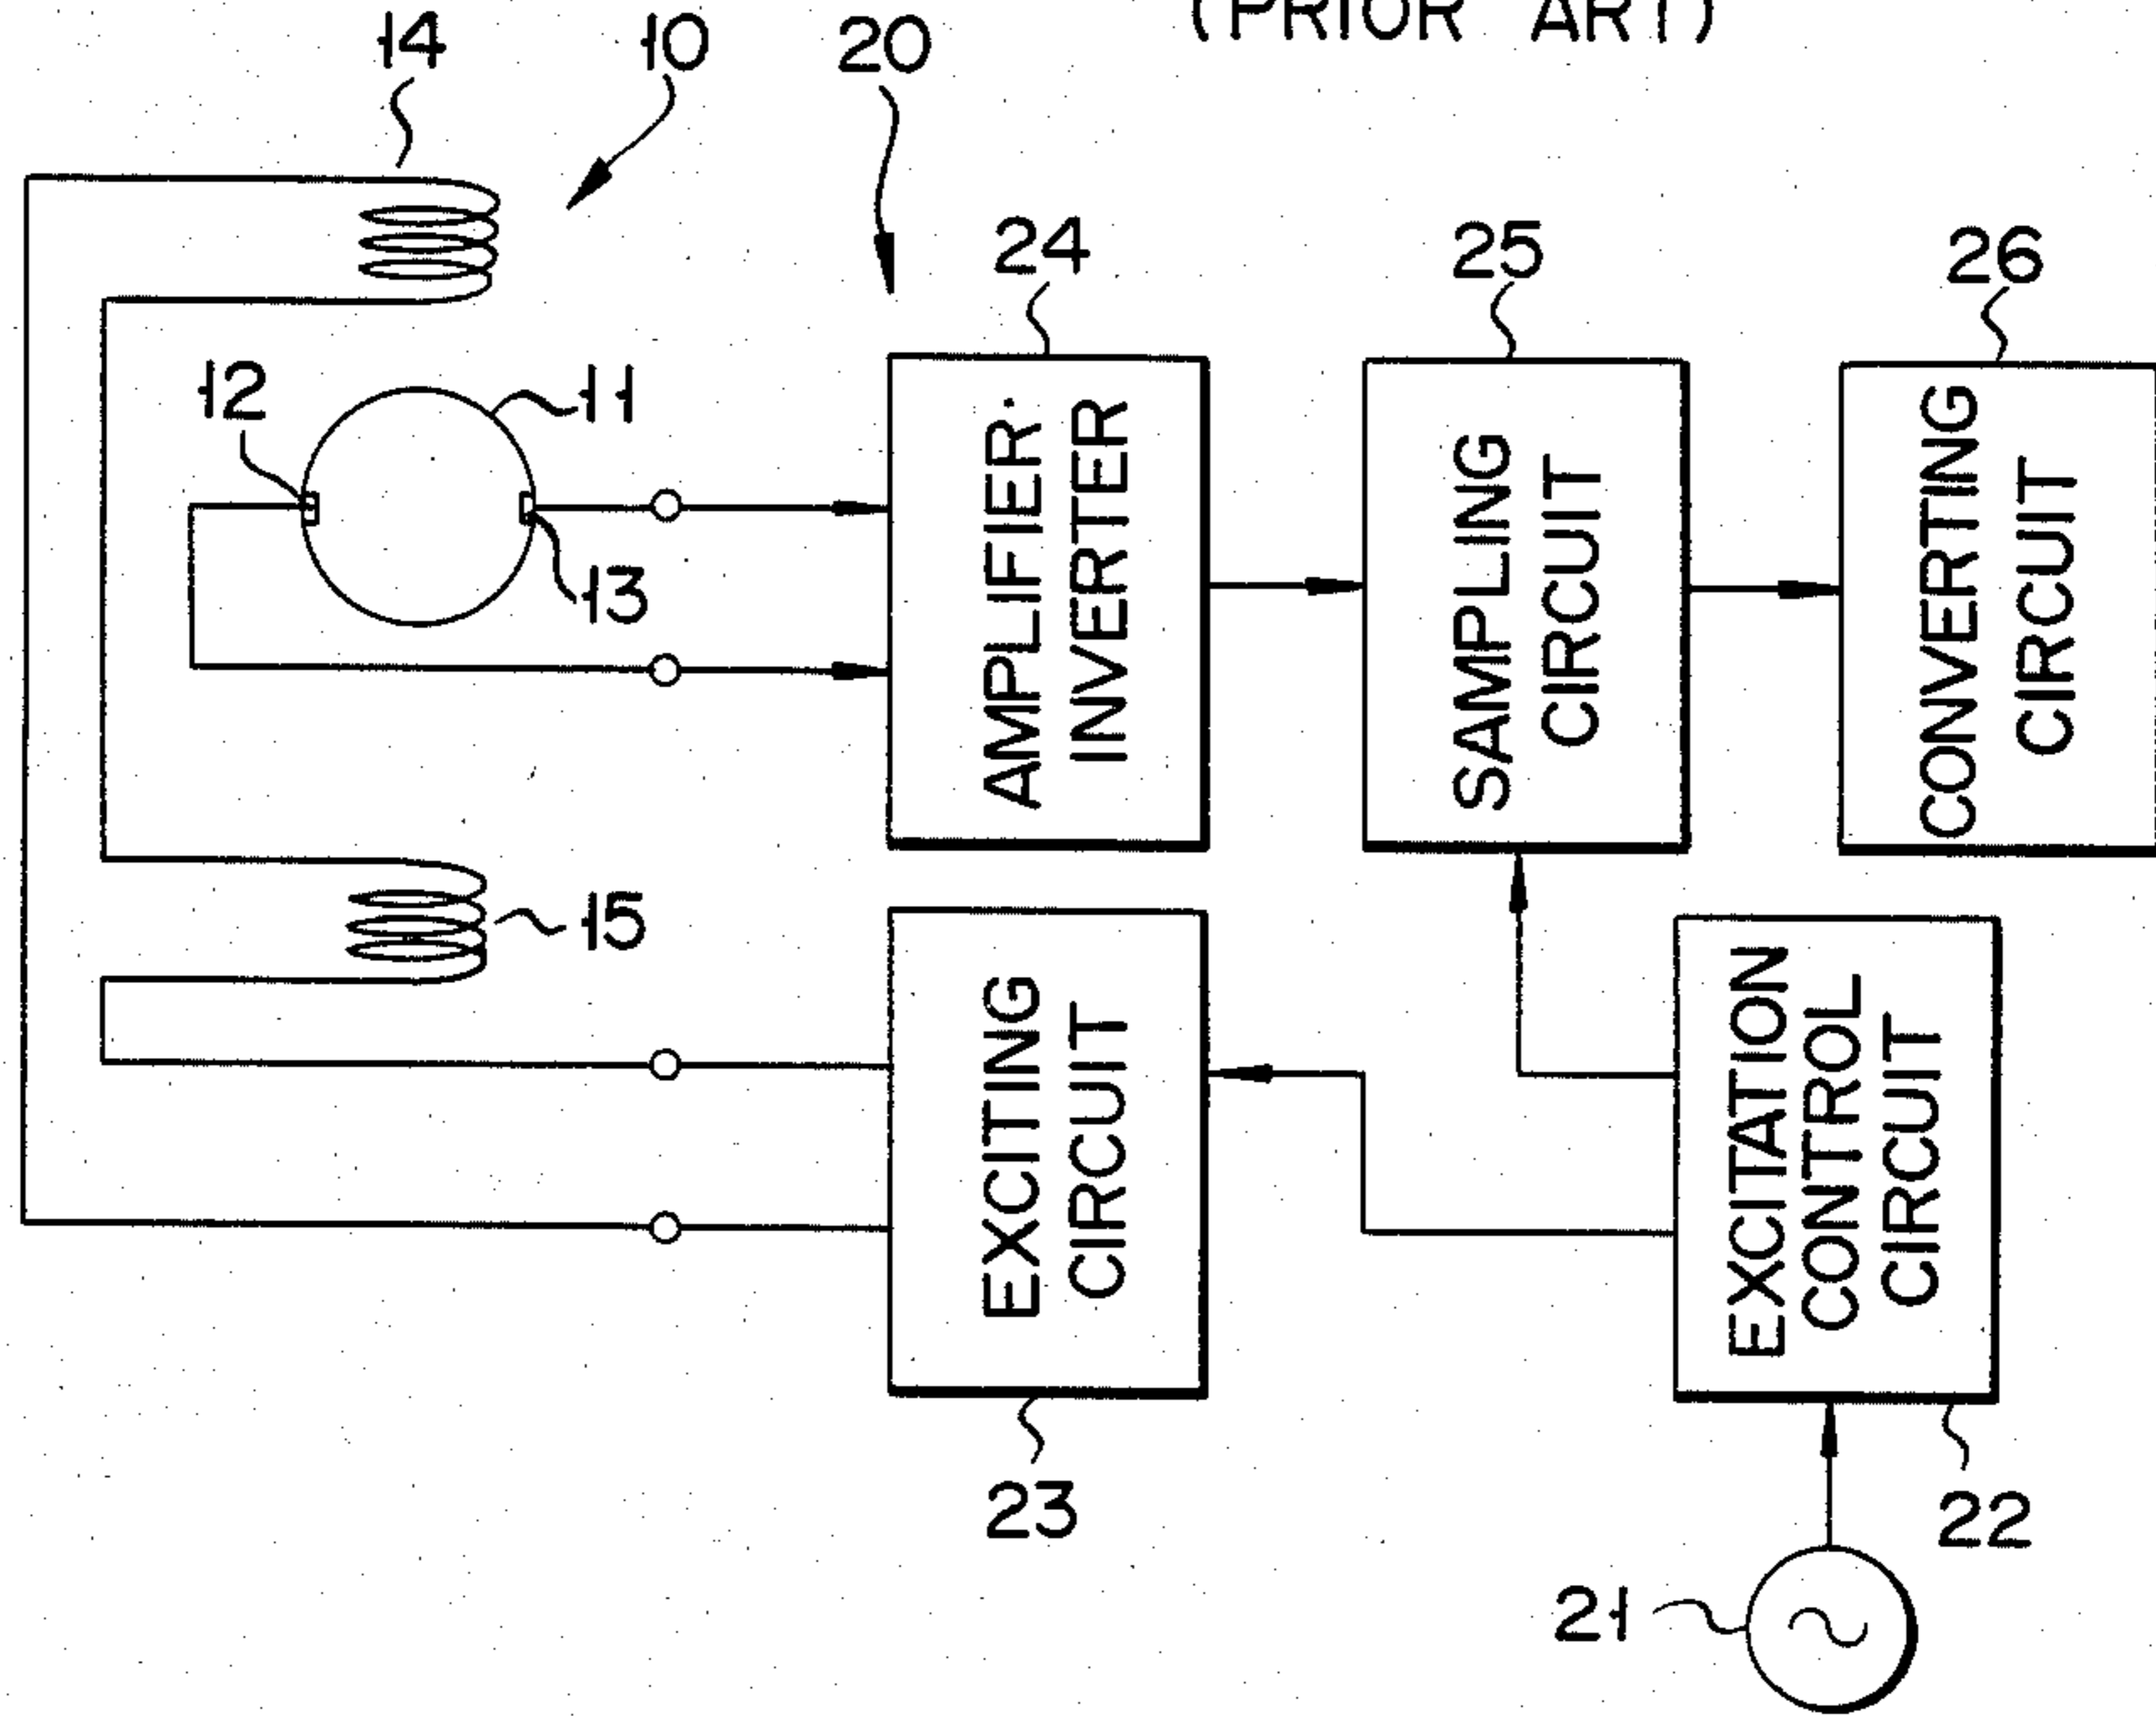 (PRIOR ART)
14
10
20
24
25
26
12
11
13
AMPLIFIER·
INVERTER
SAMPLING
CIRCUIT
CONVERTING
CIRCUIT
15
EXCITING
CIRCUIT
EXCITATION
CONTROL
CIRCUIT
23
22
21